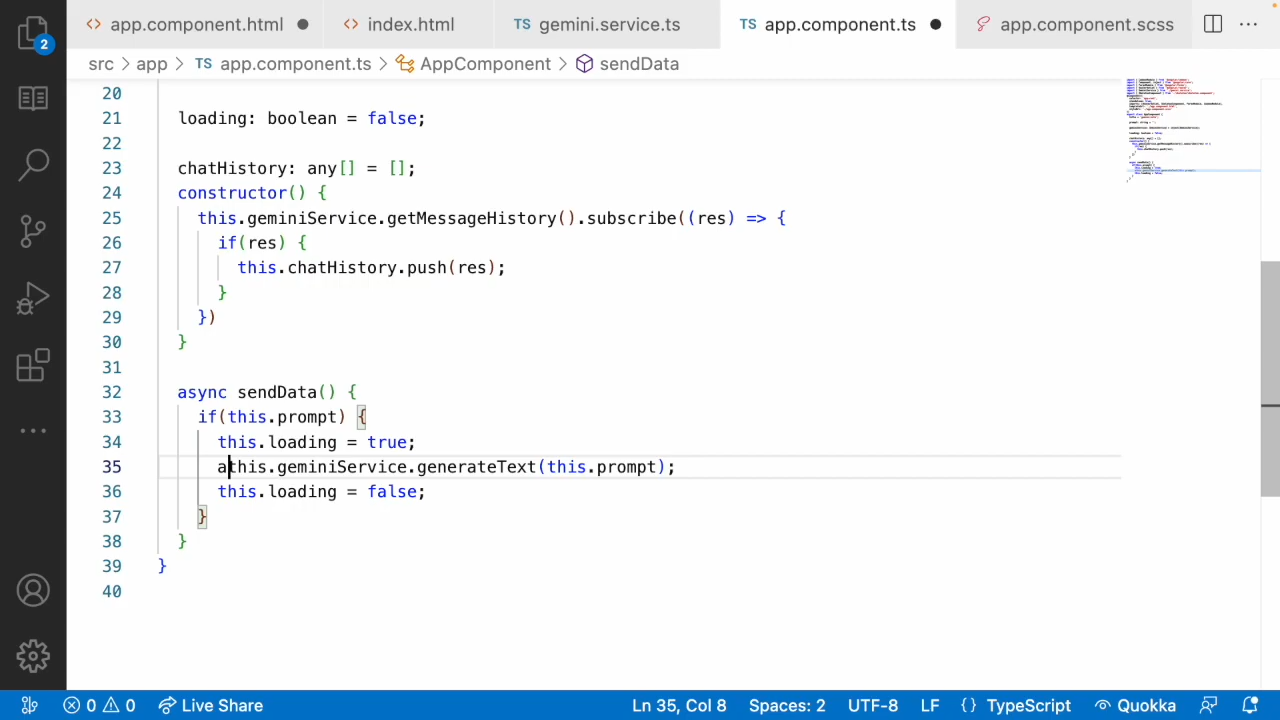 app.component.html
index.html
TS gemini.service.ts
TS app.component.ts
app.component.scss
2
src > app > TS app.component.ts > AppComponent > sendData
20
21 loading: boolean = false;
22
23 chatHistory: any[] = [];
24 constructor() {
25 this.geminiService.getMessageHistory().subscribe((res) => {
26 if(res) {
27 this.chatHistory.push(res);
28 }
29 })
30 }
31
32 async sendData() {
33 if(this.prompt) {
34 this.loading = true;
35 athis.geminiService.generateText(this.prompt);
36 this.loading = false;
37 }
38 }
39 }
40
0 0 Live Share Ln 35, Col 8 Spaces: 2 UTF-8 LF {} TypeScript Quokka